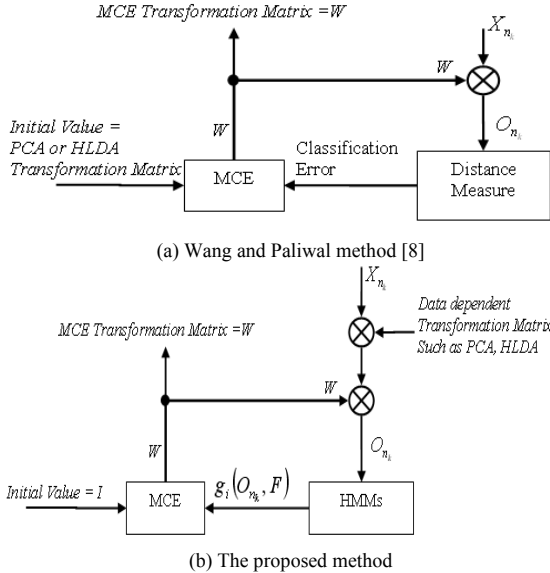 MCE Transformation Matrix =W
X_{n_k}
W
Initial Value =
PCA or HLDA
Transformation Matrix
W
O_{n_k}
Classification
Error
MCE
Distance
Measure
(a) Wang and Paliwal method [8]
X_{n_k}
Data dependent
Transformation Matrix
Such as PCA, HLDA
MCE Transformation Matrix =W
W
W
O_{n_k}
Initial Value = I
MCE
g_i(O_{n_k}, F)
HMMs
(b) The proposed method